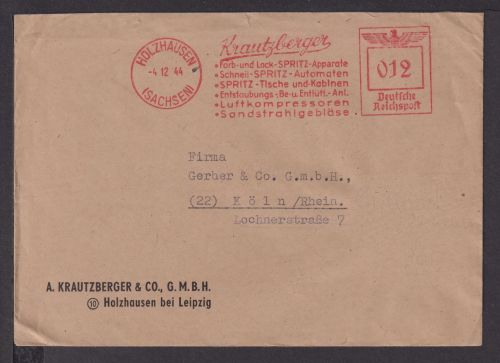 HOLZHAUSEN
-4 12 44
(SACHSEN)
Krautzberger
• Farb-und Lack-SPRITZ-Apparate
• Schnell-SPRITZ-Automaten
• SPRITZ-Tische und Kabinen
• Entstaubungs-Be-u. Entlüft.-Anl.
• Luftkompressoren
• Sandstrahlgebläse
012
Deutsche
Reichspost
Firma
Gerher & Co. G.m.b.H.,
(22) K ö l n /Rhein.
Lochnerstraße 7
A. KRAUTZBERGER & CO., G. M. B. H.
(10) Holzhausen bei Leipzig